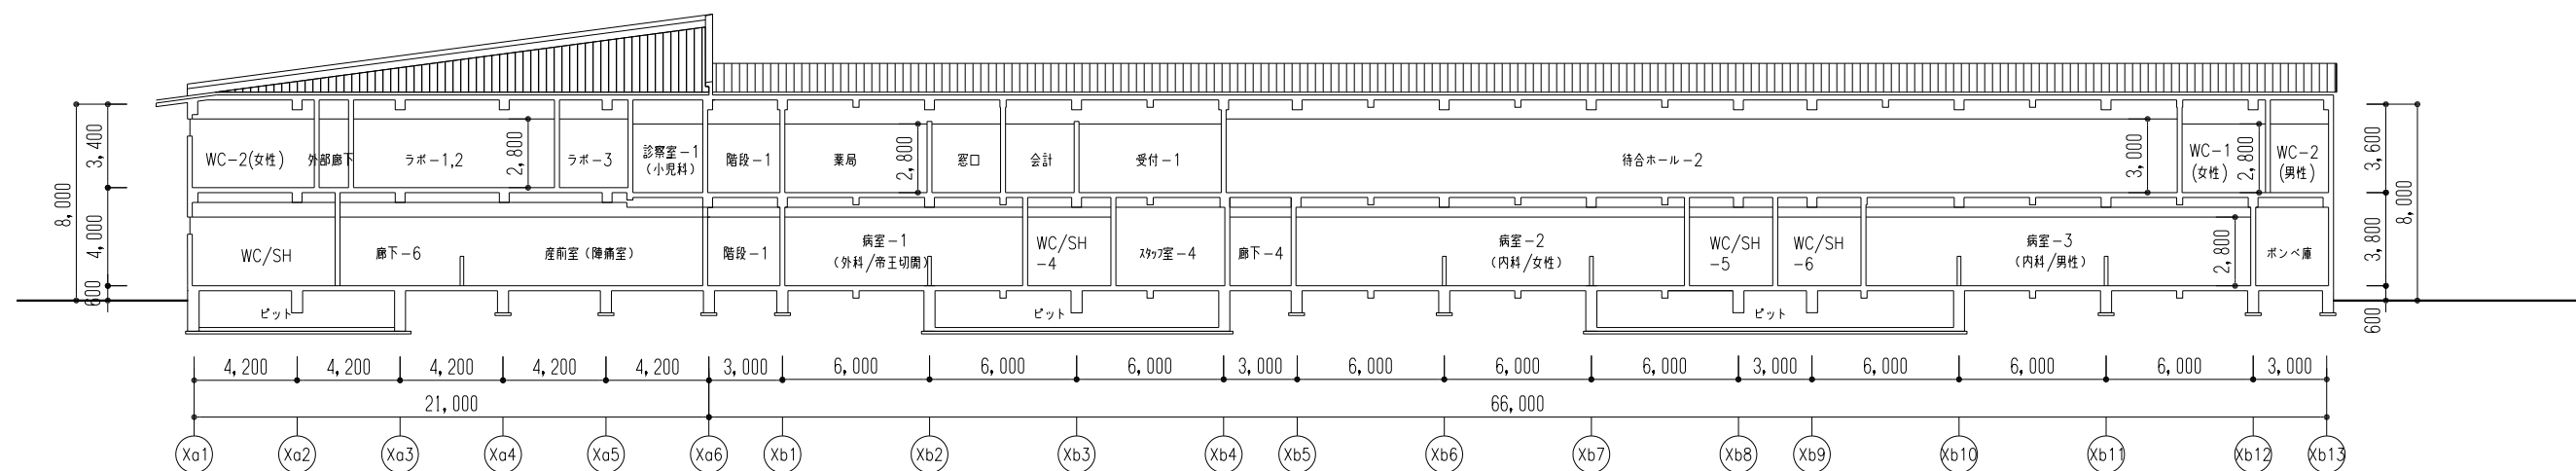 WC-2(女性)
外部廊下
ラボ-1,2
2,800
ラボ-3
診察室-1
(小児科)
階段-1
薬局
2,800
窓口
会計
受付-1
待合ホール-2
3,000
WC-1
(女性)
2,800
WC-2
(男性)
3,400
8,000
4,000
600
3,600
8,000
3,800
600
WC/SH
廊下-6
産前室(陣痛室)
階段-1
病室-1
(外科/帝王切開)
WC/SH
-4
スタッフ室-4
廊下-4
病室-2
(内科/女性)
WC/SH
-5
WC/SH
-6
病室-3
(内科/男性)
2,800
ボンベ庫
ピット
ピット
ピット
4,200 4,200 4,200 4,200 4,200 3,000 6,000 6,000 6,000 3,000 6,000 6,000 6,000 3,000 6,000 6,000 6,000 3,000
21,000 66,000
Xa1 Xa2 Xa3 Xa4 Xa5 Xa6 Xb1 Xb2 Xb3 Xb4 Xb5 Xb6 Xb7 Xb8 Xb9 Xb10 Xb11 Xb12 Xb13